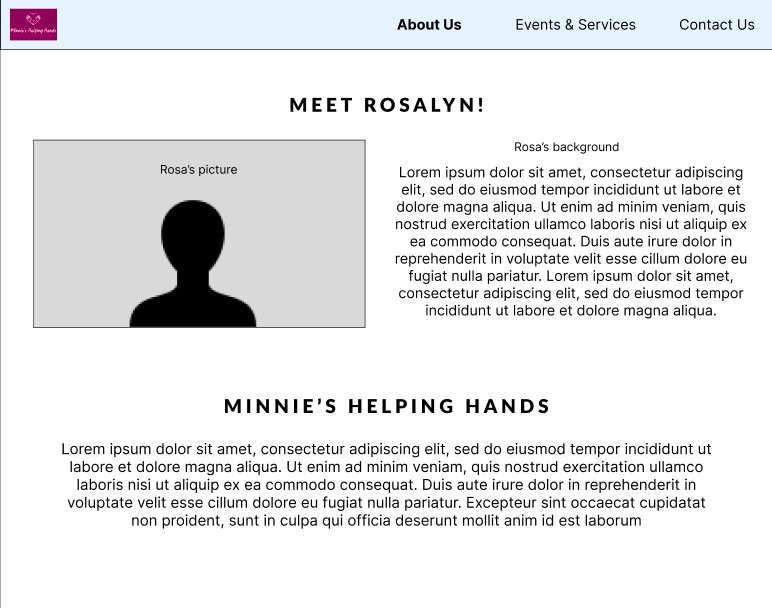 Minnie's Helping Hands
About Us
Events & Services
Contact Us
MEET ROSALYN!
Rosa's picture
Rosa's background
Lorem ipsum dolor sit amet, consectetur adipiscing
elit, sed do eiusmod tempor incididunt ut labore et
dolore magna aliqua. Ut enim ad minim veniam, quis
nostrud exercitation ullamco laboris nisi ut aliquip ex
ea commodo consequat. Duis aute irure dolor in
reprehenderit in voluptate velit esse cillum dolore eu
fugiat nulla pariatur. Lorem ipsum dolor sit amet,
consectetur adipiscing elit, sed do eiusmod tempor
incididunt ut labore et dolore magna aliqua.
MINNIE'S HELPING HANDS
Lorem ipsum dolor sit amet, consectetur adipiscing elit, sed do eiusmod tempor incididunt ut
labore et dolore magna aliqua. Ut enim ad minim veniam, quis nostrud exercitation ullamco
laboris nisi ut aliquip ex ea commodo consequat. Duis aute irure dolor in reprehenderit in
voluptate velit esse cillum dolore eu fugiat nulla pariatur. Excepteur sint occaecat cupidatat
non proident, sunt in culpa qui officia deserunt mollit anim id est laborum